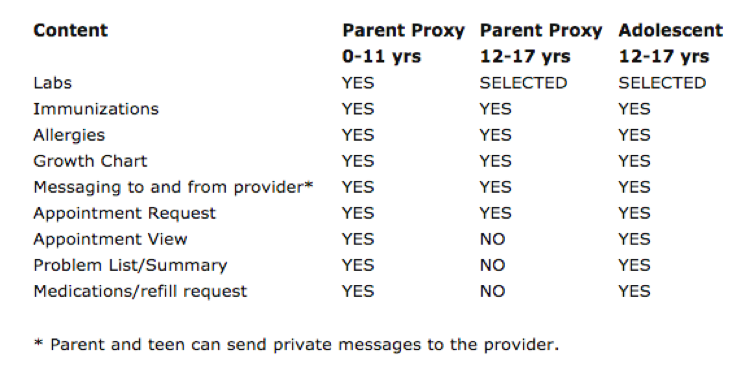 Content Parent Proxy Parent Proxy Adolescent
0-11 yrs 12-17 yrs 12-17 yrs
Labs YES SELECTED SELECTED
Immunizations YES YES YES
Allergies YES YES YES
Growth Chart YES YES YES
Messaging to and from provider* YES YES YES
Appointment Request YES YES YES
Appointment View YES NO YES
Problem List/Summary YES NO YES
Medications/refill request YES NO YES
* Parent and teen can send private messages to the provider.